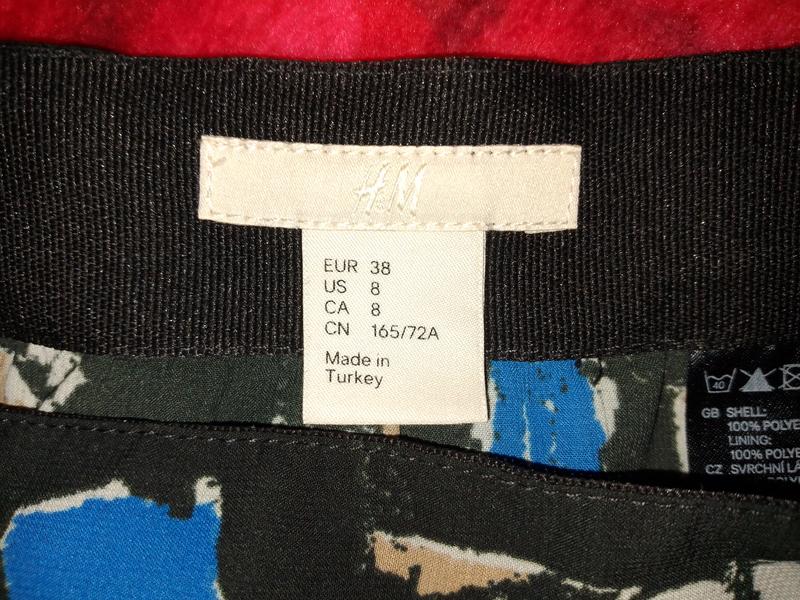 H&M
EUR 38
US 8
CA 8
CN 165/72A
Made in
Turkey
40
GB SHELL:
100% POLYE
LINING:
100% POLYE
CZ SVRCHNÍ LÁ